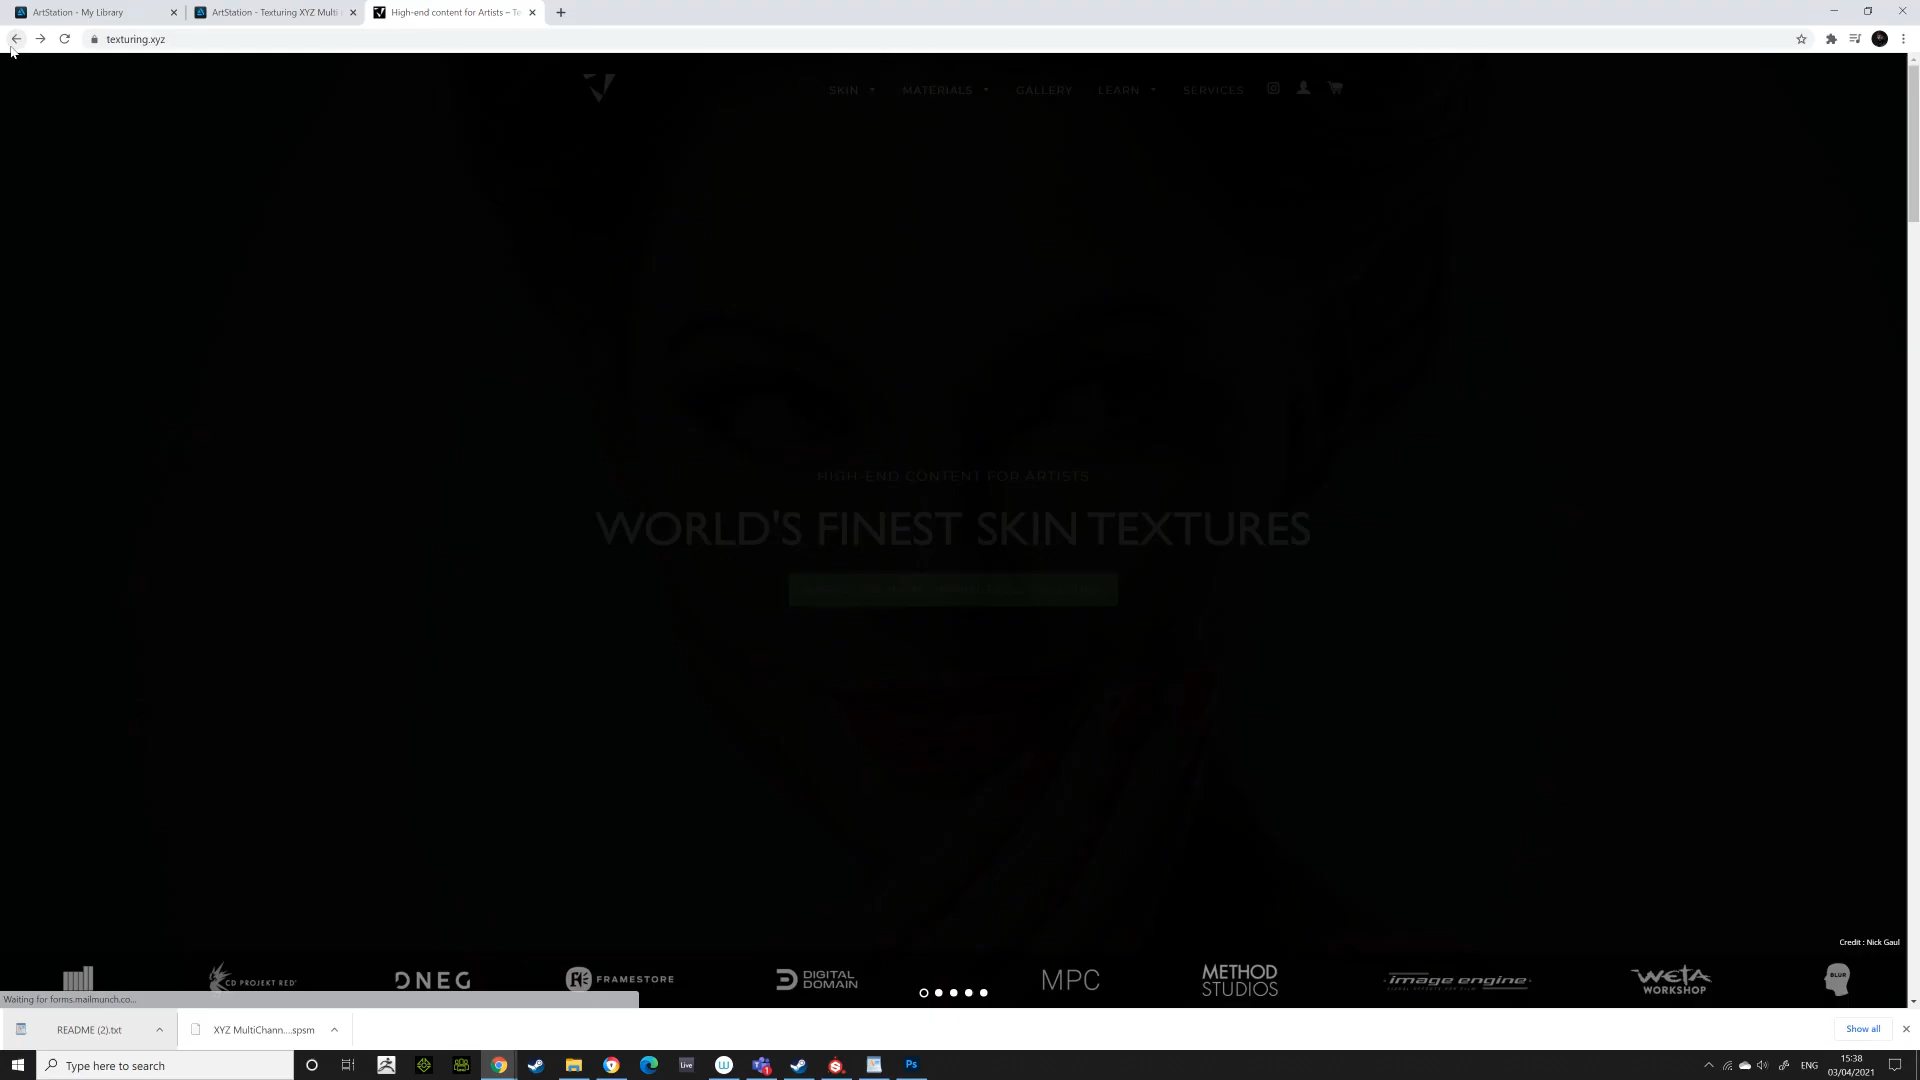 ArtStation - My Library
ArtStation - Texturing XYZ Multi
High-end content for Artists – Te
texturing.xyz
SKIN
MATERIALS
GALLERY
LEARN
SERVICES
HIGH-END CONTENT FOR ARTISTS
WORLD'S FINEST SKIN TEXTURES
Credit : Nick Gaul
CD PROJEKT RED
DNEG
FRAMESTORE
DIGITAL
DOMAIN
MPC
METHOD
STUDIOS
image engine
WETA
WORKSHOP
BLUR
Waiting for forms.mailmunch.co...
README (2).txt
XYZ MultiChann....spsm
Show all
Type here to search
Live
Ps
ENG
15:38
03/04/2021